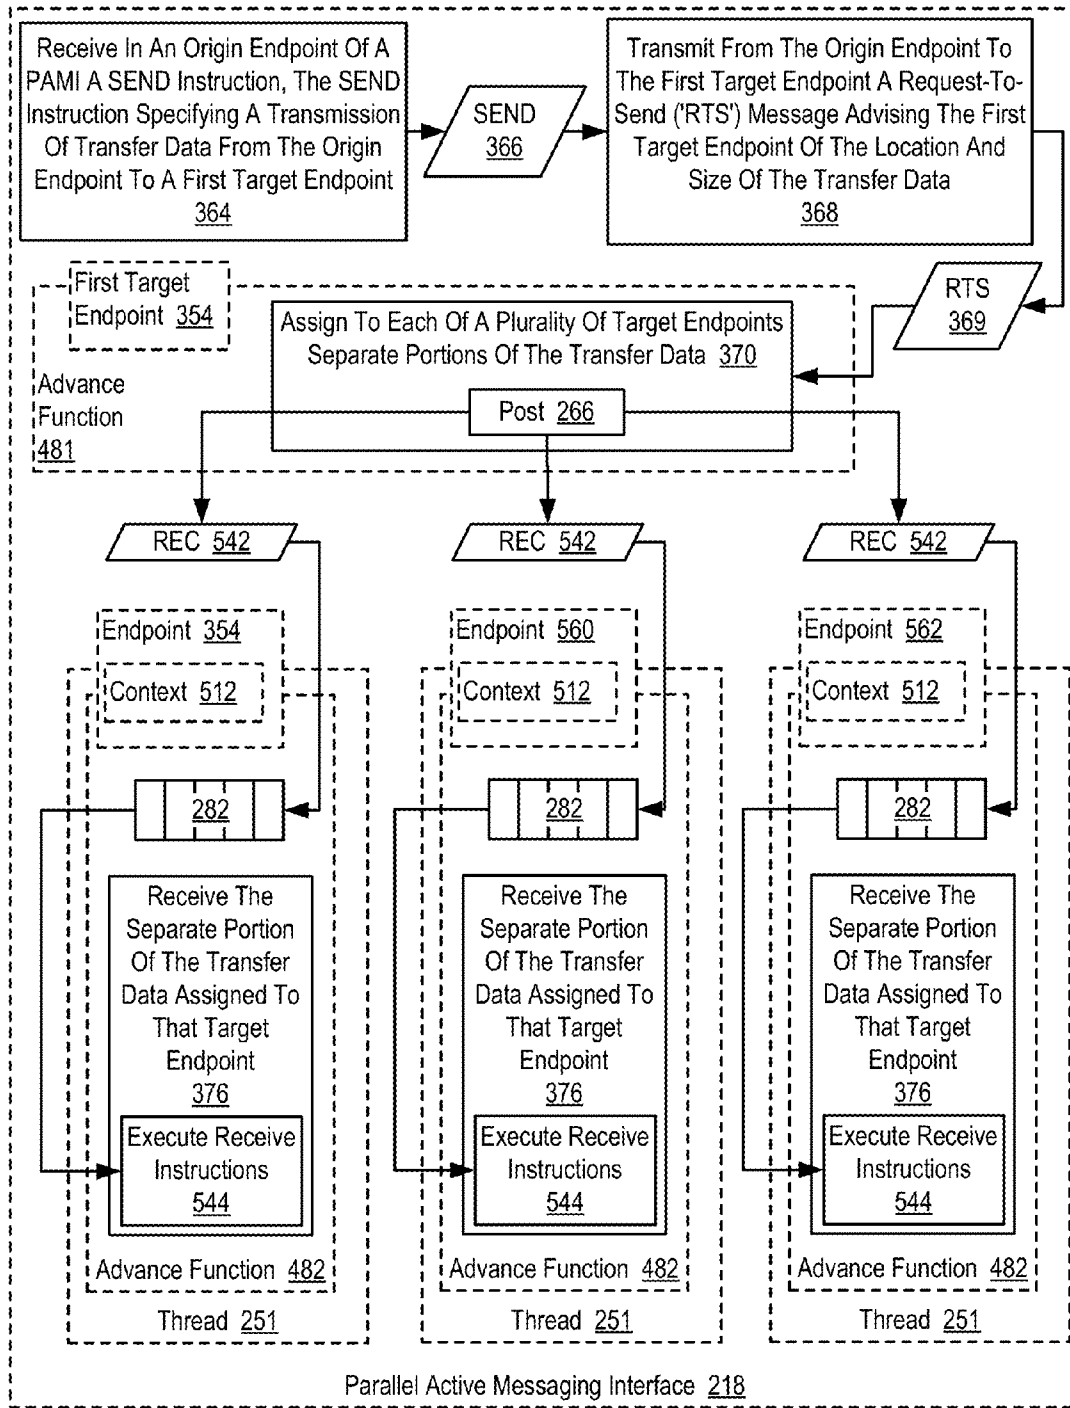 Receive In An Origin Endpoint Of A
PAMI A SEND Instruction, The SEND
Instruction Specifying A Transmission
Of Transfer Data From The Origin
Endpoint To A First Target Endpoint
364
SEND
366
Transmit From The Origin Endpoint To
The First Target Endpoint A Request-To-
Send ('RTS') Message Advising The First
Target Endpoint Of The Location And
Size Of The Transfer Data
368
First Target
Endpoint 354
RTS
369
Assign To Each Of A Plurality Of Target Endpoints
Separate Portions Of The Transfer Data 370
Advance
Function
481
Post 266
REC 542
REC 542
REC 542
Endpoint 354
Context 512
282
Receive The
Separate Portion
Of The Transfer
Data Assigned To
That Target
Endpoint
376
Execute Receive
Instructions
544
Advance Function 482
Thread 251
Endpoint 560
Context 512
282
Receive The
Separate Portion
Of The Transfer
Data Assigned To
That Target
Endpoint
376
Execute Receive
Instructions
544
Advance Function 482
Thread 251
Endpoint 562
Context 512
282
Receive The
Separate Portion
Of The Transfer
Data Assigned To
That Target
Endpoint
376
Execute Receive
Instructions
544
Advance Function 482
Thread 251
Parallel Active Messaging Interface 218